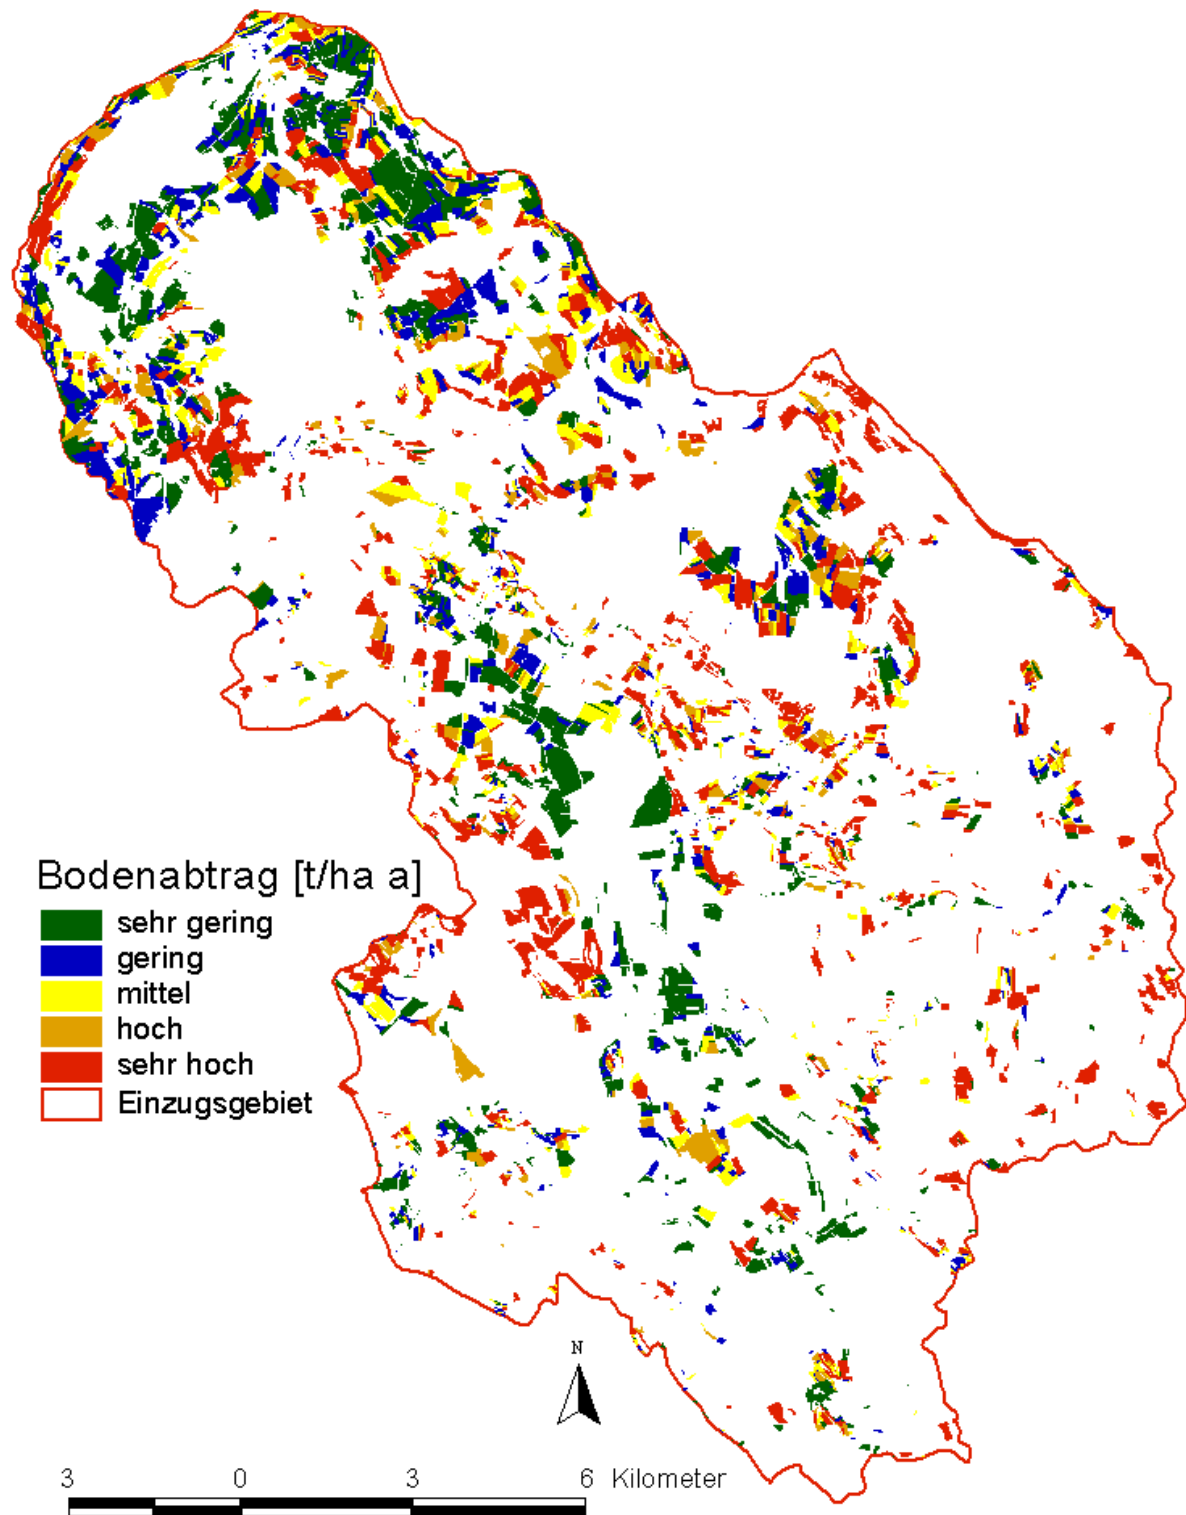 Bodenabtrag [t/ha a]
sehr gering
gering
mittel
hoch
sehr hoch
Einzugsgebiet
N
3 0 3 6 Kilometer